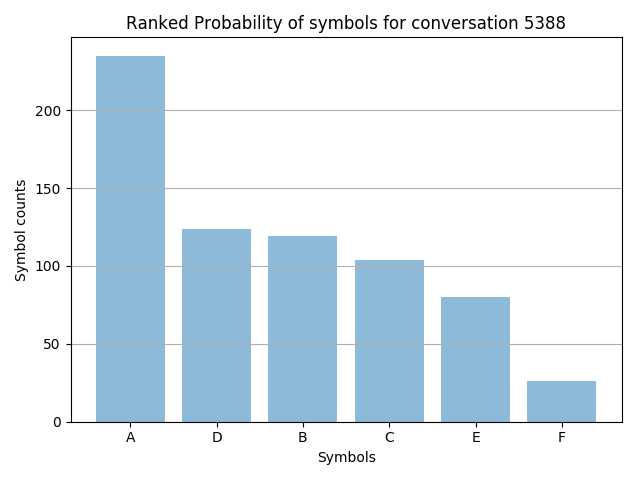 Ranked Probability of symbols for conversation 5388
Symbol counts
200
150
100
50
0
A D B C E F
Symbols